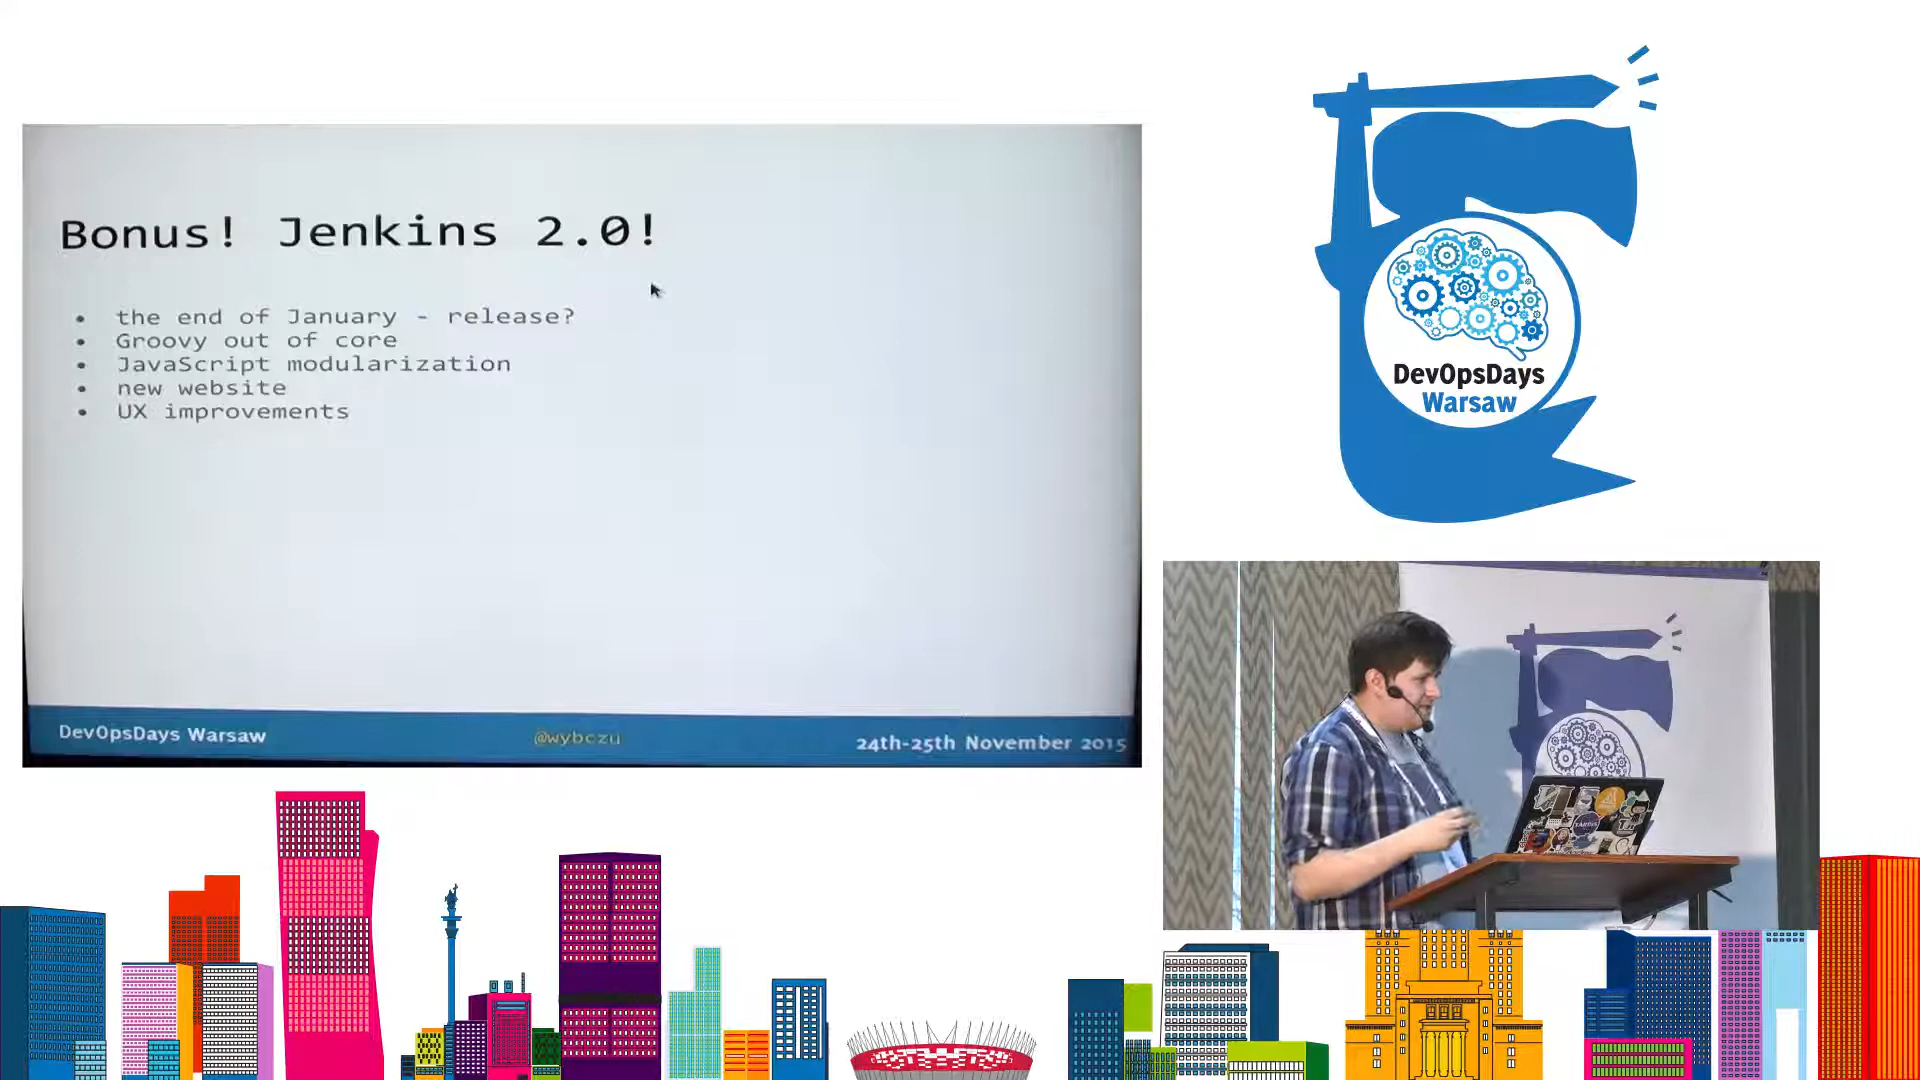 Bonus! Jenkins 2.0!
the end of January - release?
Groovy out of core
JavaScript modularization
new website
UX improvements
DevOpsDays Warsaw
@wybczu
24th-25th November 2015
DevOpsDays
Warsaw